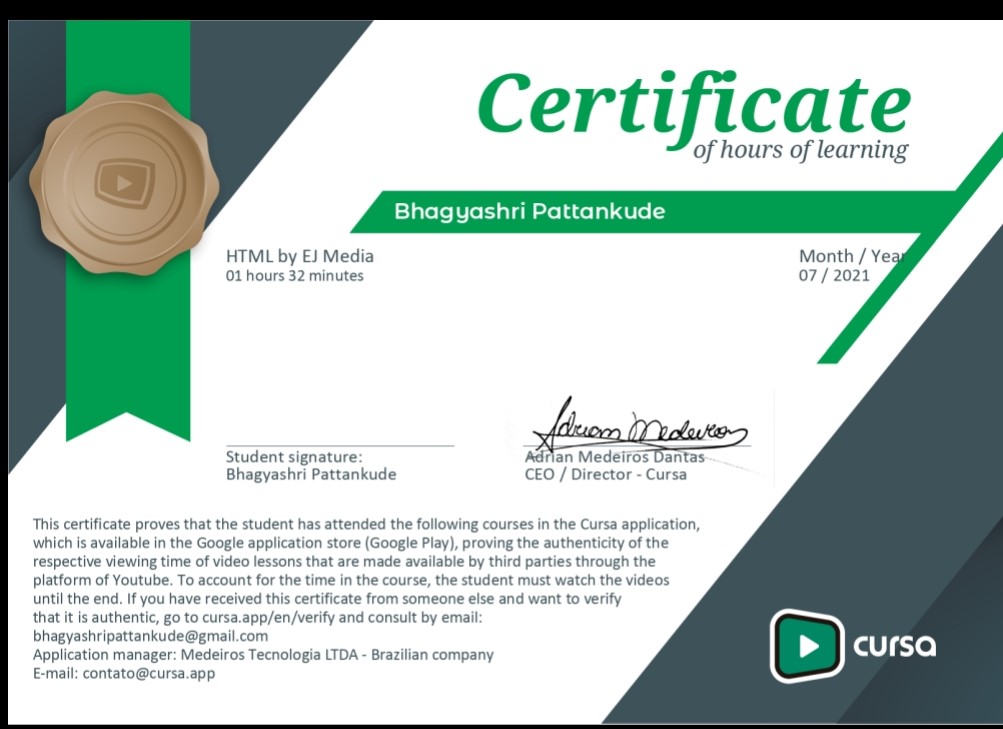 Certificate
of hours of learning
Bhagyashri Pattankude
HTML by EJ Media
01 hours 32 minutes
Month / Year
07 / 2021
Adrian Medeiros
Student signature:
Bhagyashri Pattankude
Adrian Medeiros Dantas
CEO / Director - Cursa
This certificate proves that the student has attended the following courses in the Cursa application,
which is available in the Google application store (Google Play), proving the authenticity of the
respective viewing time of video lessons that are made available by third parties through the
platform of Youtube. To account for the time in the course, the student must watch the videos
until the end. If you have received this certificate from someone else and want to verify
that it is authentic, go to cursa.app/en/verify and consult by email:
bhagyashripattankude@gmail.com
Application manager: Medeiros Tecnologia LTDA - Brazilian company
E-mail: contato@cursa.app
cursa